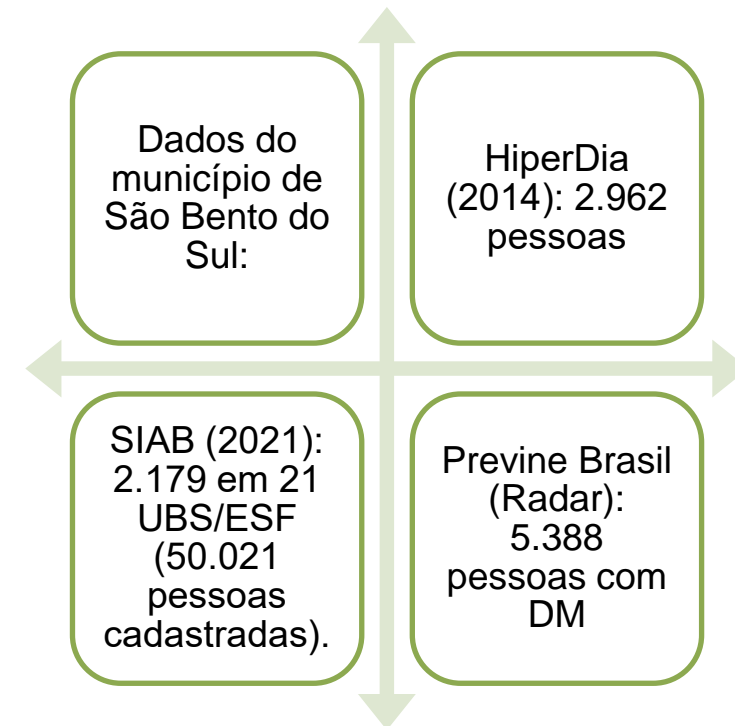 Dados do
município de
São Bento do
Sul:
HiperDia
(2014): 2.962
pessoas
SIAB (2021):
2.179 em 21
UBS/ESF
(50.021
pessoas
cadastradas).
Previne Brasil
(Radar):
5.388
pessoas com
DM